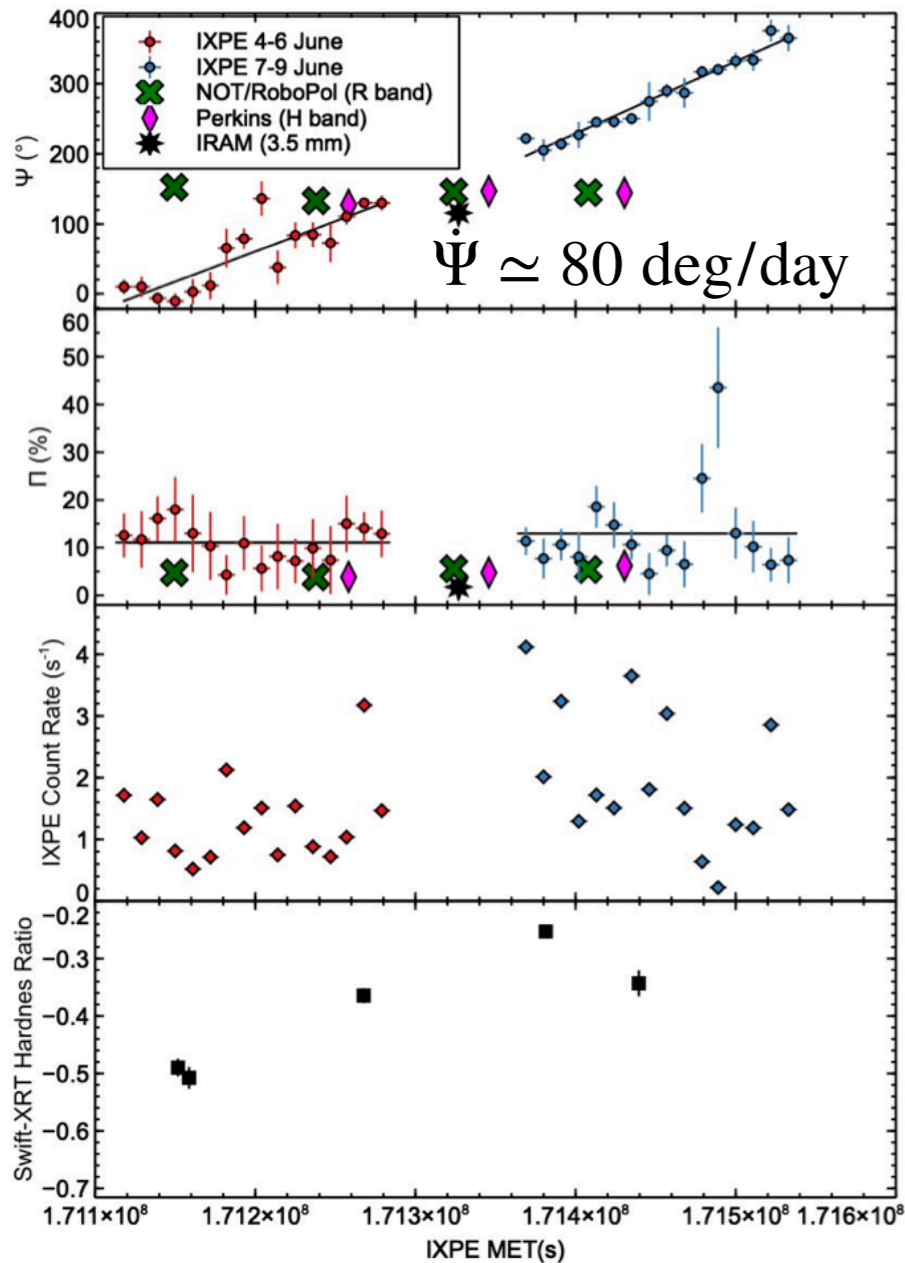 400
300
200
100
0
Ψ (°)
IXPE 4-6 June
IXPE 7-9 June
NOT/RoboPol (R band)
Perkins (H band)
IRAM (3.5 mm)
Ψ̇ ≃ 80 deg/day
60
50
40
30
20
10
0
Π (%)
4
3
2
1
0
IXPE Count Rate (s⁻¹)
−0.2
−0.3
−0.4
−0.5
−0.6
−0.7
Swift-XRT Hardnes Ratio
1.711×10⁸ 1.712×10⁸ 1.713×10⁸ 1.714×10⁸ 1.715×10⁸ 1.716×10⁸
IXPE MET(s)